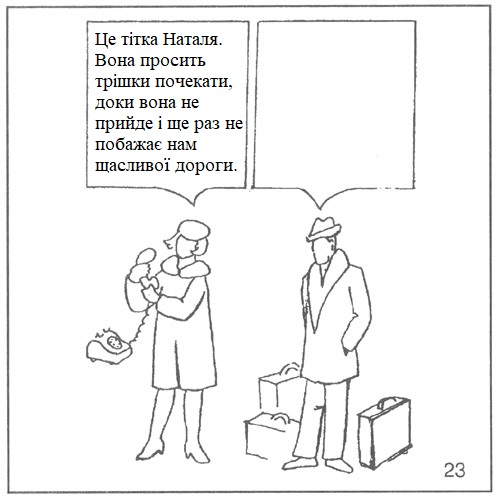 Це тітка Наталя.
Вона просить
трішки почекати,
доки вона не
прийде і ще раз не
побажає нам
щасливої дороги.
23